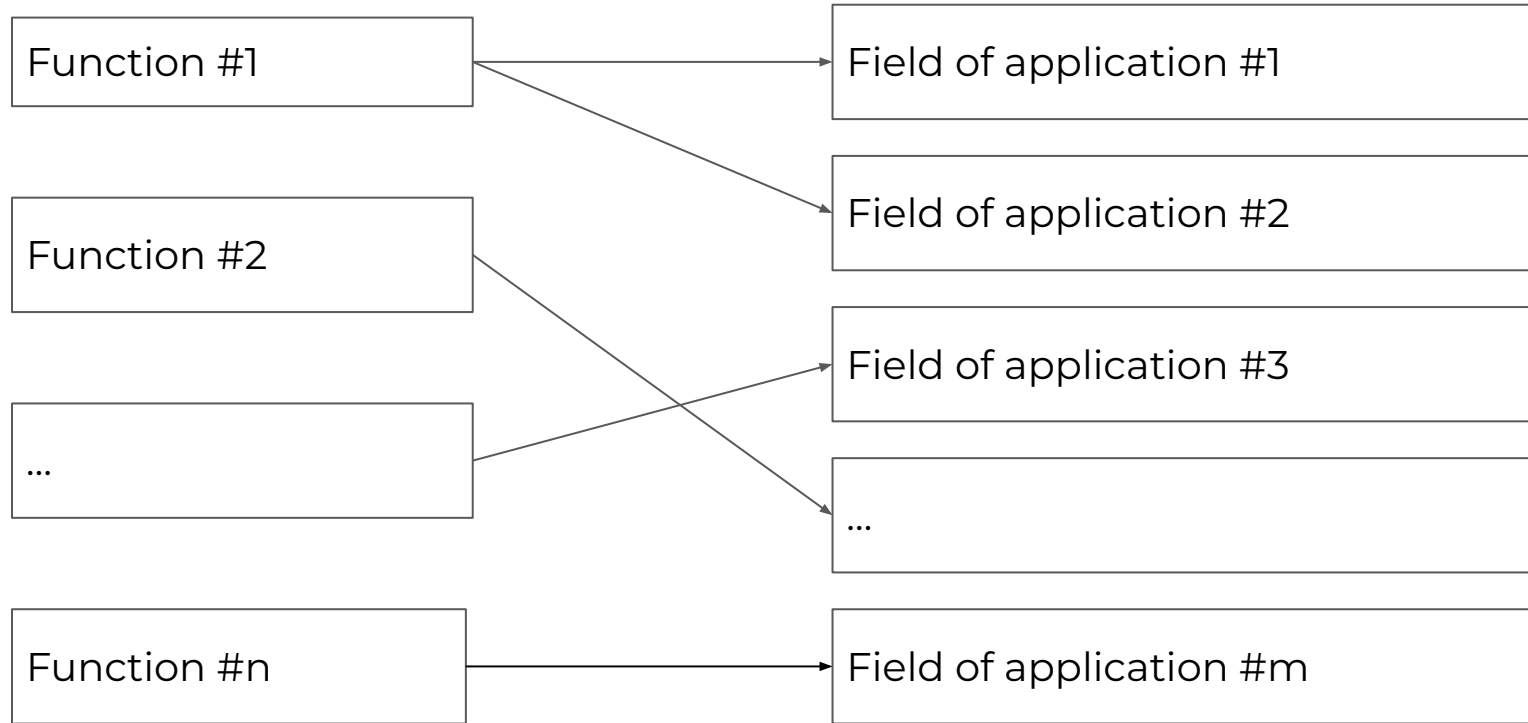 Function #1
Function #2
...
Function #n
Field of application #1
Field of application #2
Field of application #3
...
Field of application #m